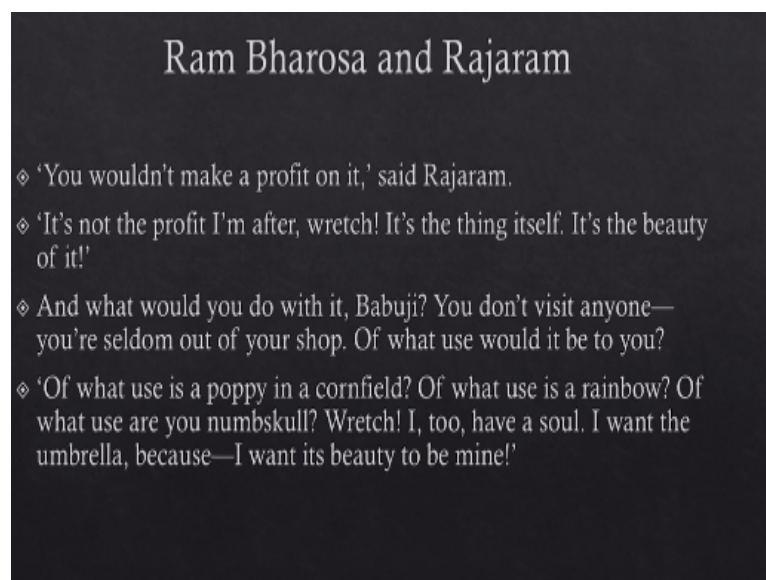 Ram Bharosa and Rajaram
‘You wouldn’t make a profit on it,’ said Rajaram.
‘It’s not the profit I’m after, wretch! It’s the thing itself. It’s the beauty
of it!’
And what would you do with it, Babuji? You don’t visit anyone—
you’re seldom out of your shop. Of what use would it be to you?
‘Of what use is a poppy in a cornfield? Of what use is a rainbow? Of
what use are you numbskull? Wretch! I, too, have a soul. I want the
umbrella, because—I want its beauty to be mine!’